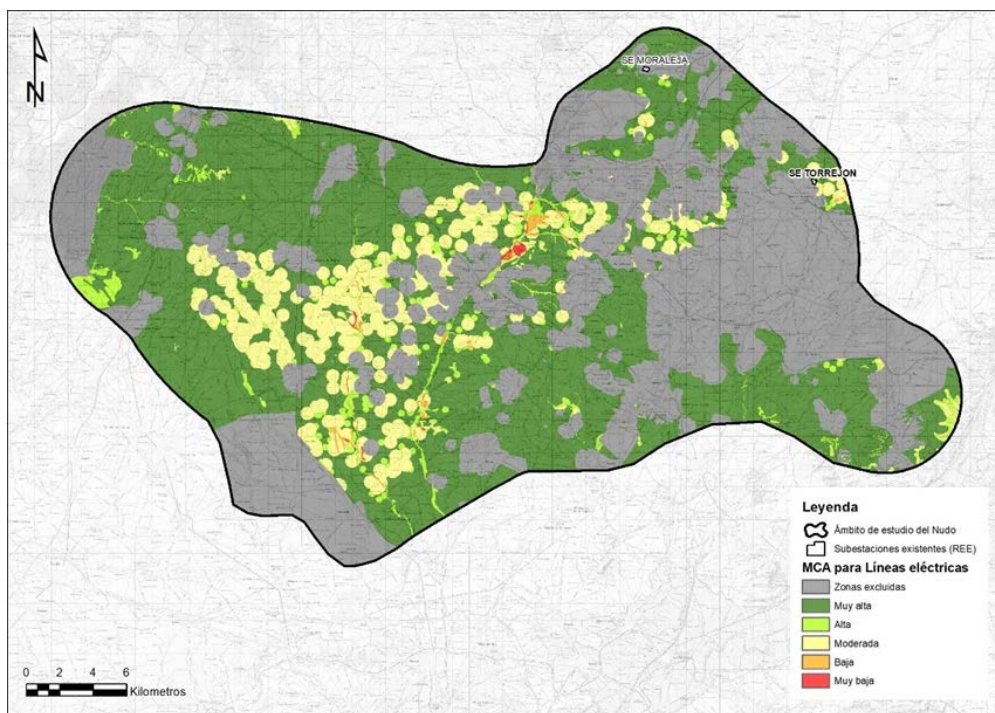 N
SE MORALEJA
SE TORREJON
Leyenda
Ámbito de estudio del Nudo
Subestaciones existentes (REE)
MCA para Líneas eléctricas
Zonas excluidas
Muy alta
Alta
Moderada
Baja
Muy baja
0 2 4 6
Kilometros